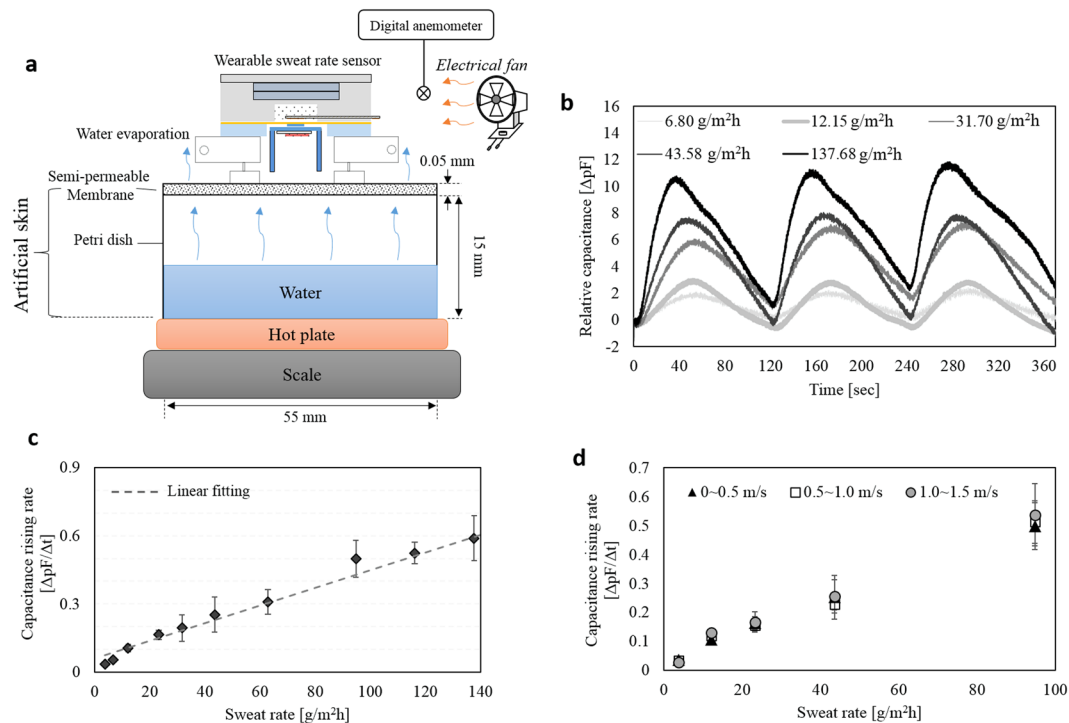 a
Digital anemometer
Wearable sweat rate sensor
Electrical fan
Water evaporation
0.05 mm
Semi-permeable
Membrane
Artificial skin
Petri dish
15 mm
Water
Hot plate
Scale
55 mm
b
6.80 g/m²h
12.15 g/m²h
31.70 g/m²h
43.58 g/m²h
137.68 g/m²h
Relative capacitance [ΔpF]
16
14
12
10
8
6
4
2
0
-2
0 40 80 120 160 200 240 280 320 360
Time [sec]
c
Linear fitting
Capacitance rising rate
[ΔpF/Δt]
0.9
0.6
0.3
0
0 20 40 60 80 100 120 140
Sweat rate [g/m²h]
d
0~0.5 m/s
0.5~1.0 m/s
1.0~1.5 m/s
Capacitance rising rate
[ΔpF/Δt]
0.7
0.6
0.5
0.4
0.3
0.2
0.1
0
0 20 40 60 80 100
Sweat rate [g/m²h]